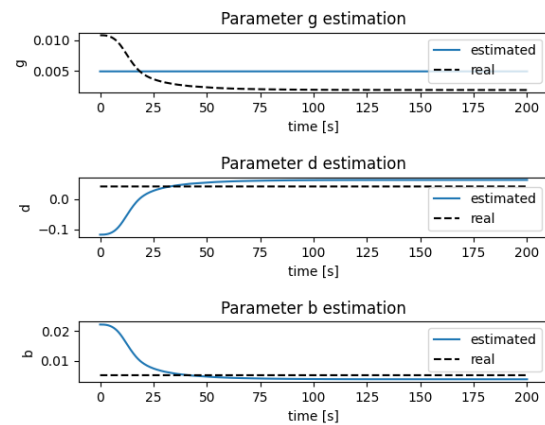 Parameter g estimation
g
0.010
0.005
estimated
real
0 25 50 75 100 125 150 175 200
time [s]
Parameter d estimation
d
0.0
−0.1
estimated
real
0 25 50 75 100 125 150 175 200
time [s]
Parameter b estimation
b
0.02
0.01
estimated
real
0 25 50 75 100 125 150 175 200
time [s]